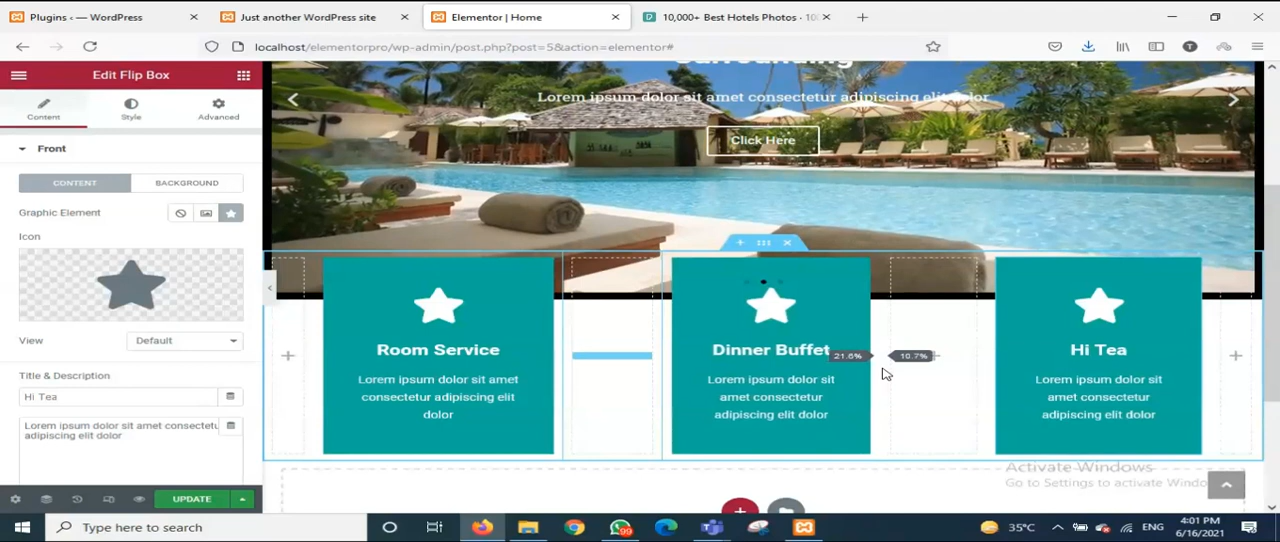 Plugins ‹ — WordPress
Just another WordPress site
Elementor | Home
10,000+ Best Hotels Photos · 10
localhost/elementorpro/wp-admin/post.php?post=5&action=elementor#
Edit Flip Box
Content
Style
Advanced
Front
CONTENT
BACKGROUND
Graphic Element
Icon
View
Default
Title & Description
Hi Tea
Lorem ipsum dolor sit amet consectetu
adipiscing elit dolor
UPDATE
Surrounding
Lorem ipsum dolor sit amet consectetur adipiscing elit dolor
Click Here
Room Service
Lorem ipsum dolor sit amet
consectetur adipiscing elit
dolor
Dinner Buffet
21.6%
10.7%
Lorem ipsum dolor sit
amet consectetur
adipiscing elit dolor
Hi Tea
Lorem ipsum dolor sit
amet consectetur
adipiscing elit dolor
Activate Windows
Go to Settings to activate Windo
Type here to search
99
35°C
ENG
4:01 PM
6/16/2021